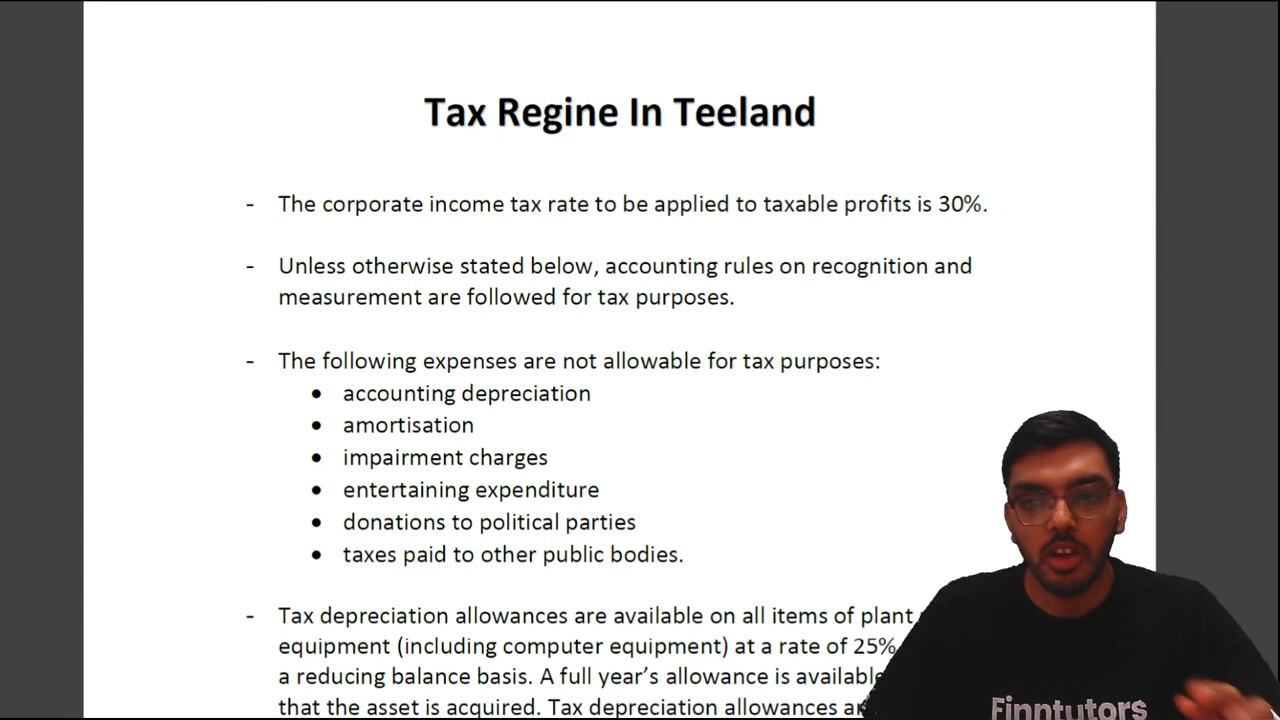 Tax Regine In Teeland
- The corporate income tax rate to be applied to taxable profits is 30%.
- Unless otherwise stated below, accounting rules on recognition and
measurement are followed for tax purposes.
- The following expenses are not allowable for tax purposes:
• accounting depreciation
• amortisation
• impairment charges
• entertaining expenditure
• donations to political parties
• taxes paid to other public bodies.
- Tax depreciation allowances are available on all items of plant
equipment (including computer equipment) at a rate of 25%
a reducing balance basis. A full year's allowance is available
that the asset is acquired. Tax depreciation allowances
Finntutors